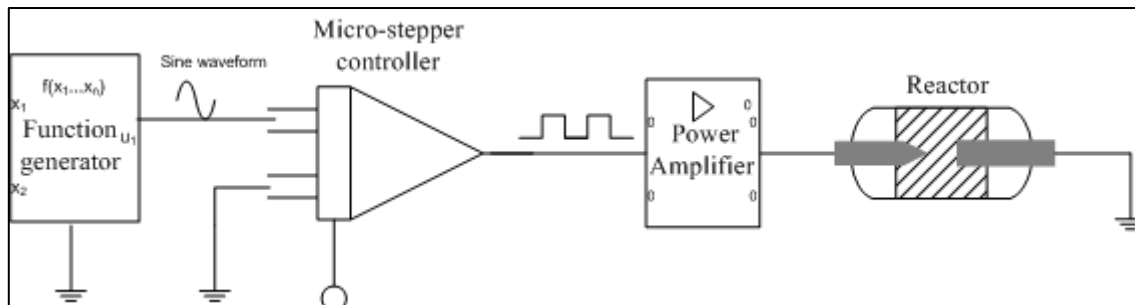 Micro-stepper
controller
Sine waveform
f(x₁...xₙ)
x₁
Function
u₁
generator
x₂
Reactor
0
0
0
Power
Amplifier
0
0